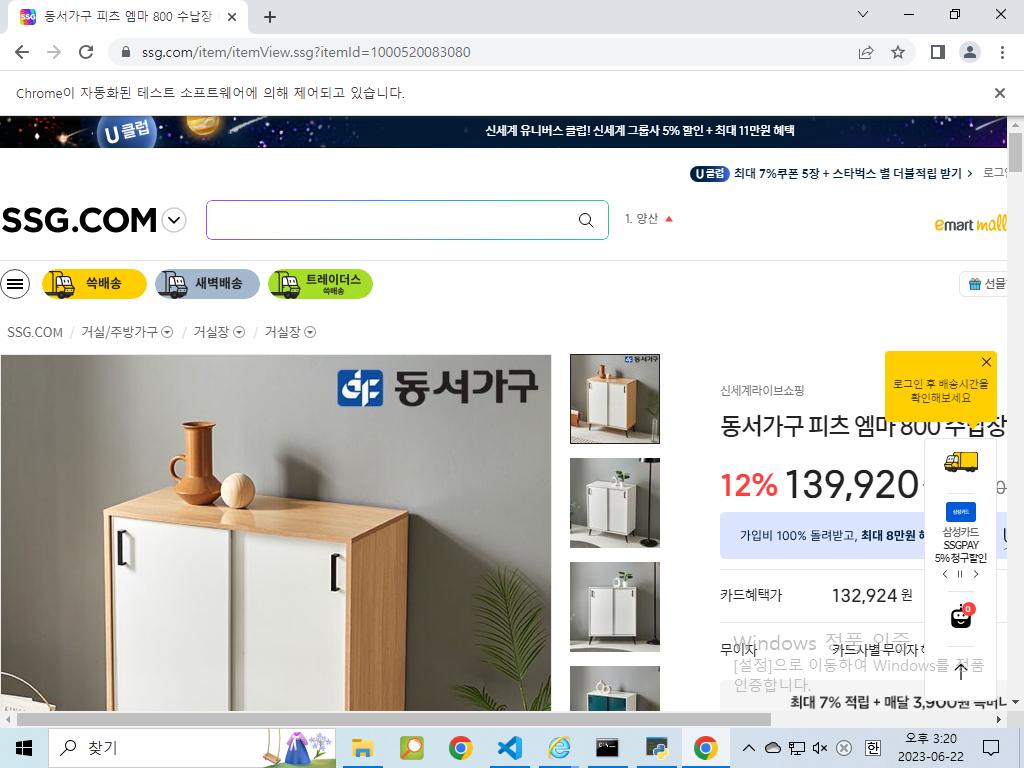 동서가구 피츠 엠마 800 수납장
ssg.com/item/itemView.ssg?itemId=1000520083080
Chrome이 자동화된 테스트 소프트웨어에 의해 제어되고 있습니다.
U클럽
신세계 유니버스 클럽! 신세계 그룹사 5% 할인 + 최대 11만원 혜택
U클럽 최대 7%쿠폰 5장 + 스타벅스 별 더블적립 받기 >
SSG.COM
1. 양산
emart mall
쓱배송
새벽배송
트레이더스
쓱배송
선물
SSG.COM / 거실/주방가구 / 거실장 / 거실장
동서가구
동서가구
로그인 후 배송시간을
확인해보세요
신세계라이브쇼핑
동서가구 피츠 엠마 800 수납장
12% 139,920
가입비 100% 돌려받고, 최대 8만원
삼성카드
삼성카드
SSGPAY
5% 청구할인
카드혜택가 132,924 원
0
무이자 카드사별 무이자
Windows 정품 인증
[설정]으로 이동하여 Windows를 정품
인증합니다.
최대 7% 적립 + 매달 3,900원
찾기
한
오후 3:20
2023-06-22